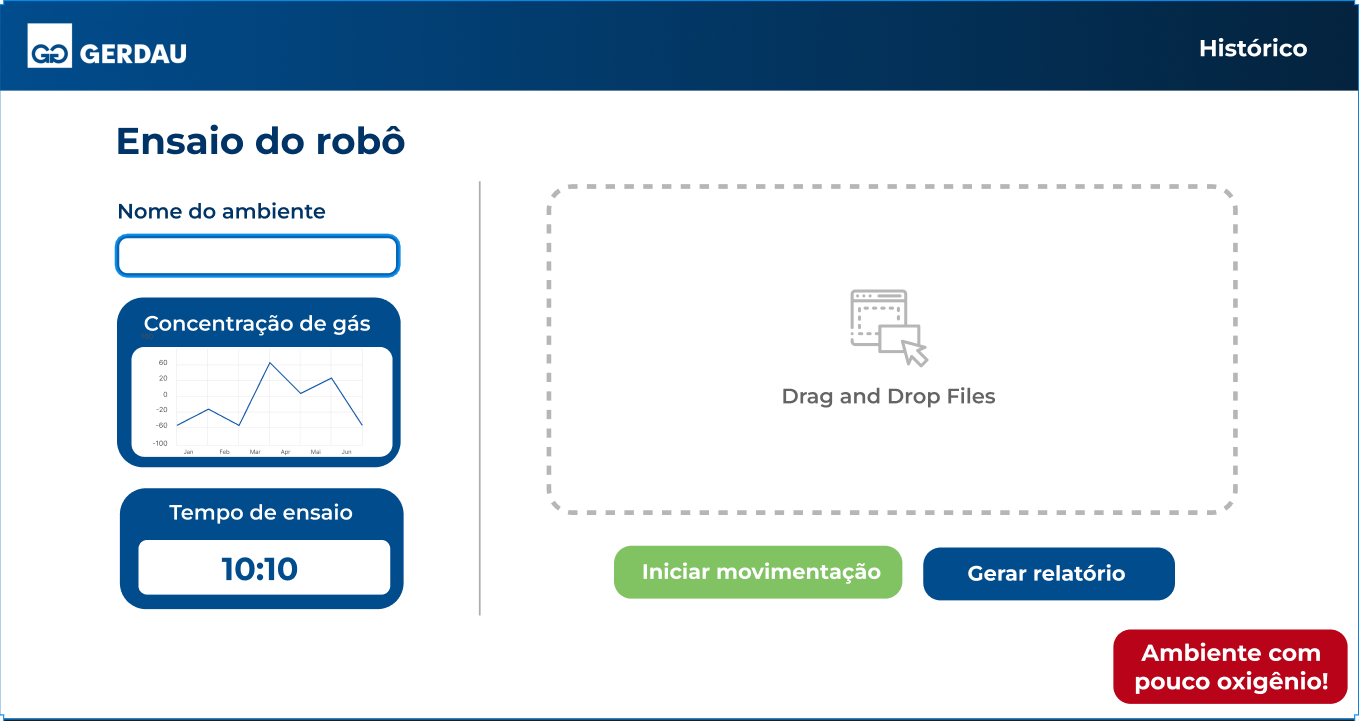 GG GERDAU
Histórico
Ensaio do robô
Nome do ambiente
Concentração de gás
60
20
0
-20
-60
-100
Jan Feb Mar Apr Mai Jun
Tempo de ensaio
10:10
Drag and Drop Files
Iniciar movimentação
Gerar relatório
Ambiente com
pouco oxigênio!